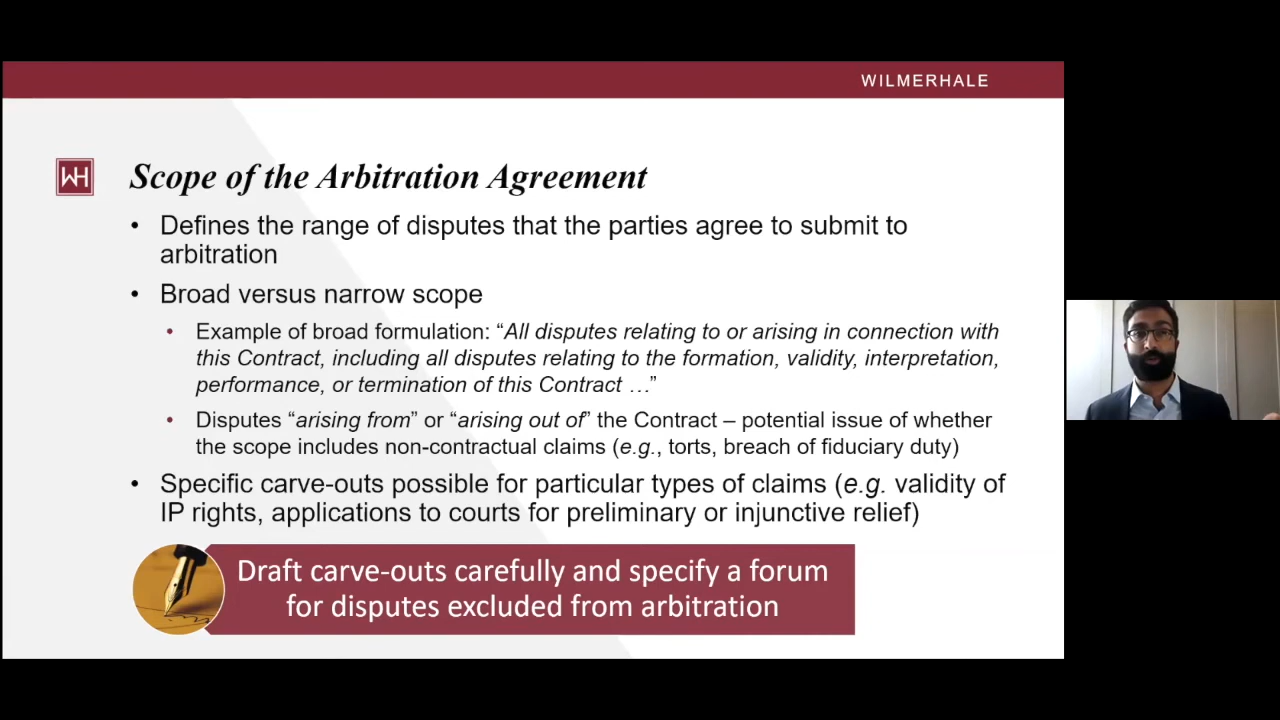 WILMERHALE
WH
Scope of the Arbitration Agreement
• Defines the range of disputes that the parties agree to submit to
arbitration
• Broad versus narrow scope
• Example of broad formulation: “All disputes relating to or arising in connection with
this Contract, including all disputes relating to the formation, validity, interpretation,
performance, or termination of this Contract …”
• Disputes “arising from” or “arising out of” the Contract – potential issue of whether
the scope includes non-contractual claims (e.g., torts, breach of fiduciary duty)
• Specific carve-outs possible for particular types of claims (e.g. validity of
IP rights, applications to courts for preliminary or injunctive relief)
Draft carve-outs carefully and specify a forum
for disputes excluded from arbitration